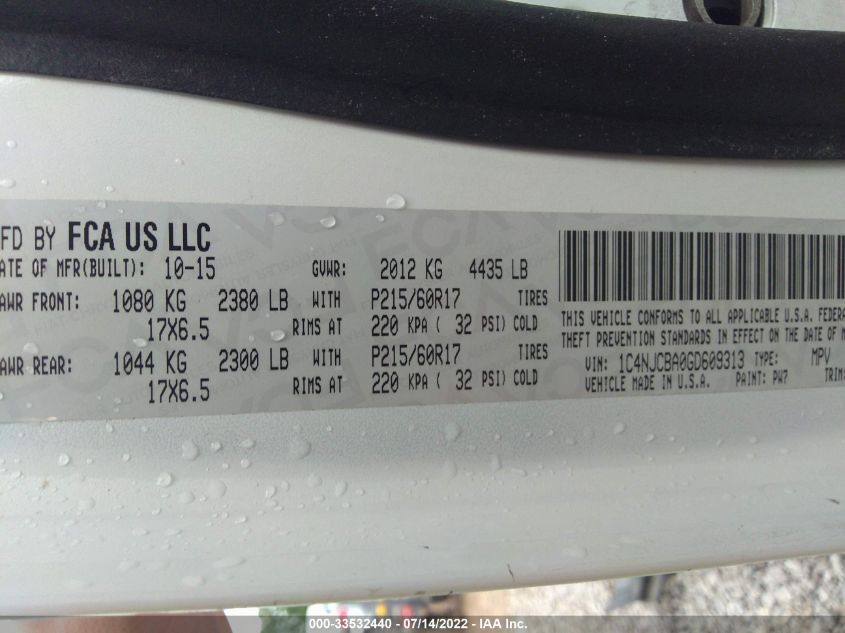 FD BY FCA US LLC
ATE OF MFR(BUILT): 10-15 GVWR: 2012 KG 4435 LB
AWR FRONT: 1080 KG 2380 LB WITH P215/60R17 TIRES
17X6.5 RIMS AT 220 KPA ( 32 PSI) COLD
AWR REAR: 1044 KG 2300 LB WITH P215/60R17 TIRES
17X6.5 RIMS AT 220 KPA ( 32 PSI) COLD
THIS VEHICLE CONFORMS TO ALL APPLICABLE U.S.A. FEDERA
THEFT PREVENTION STANDARDS IN EFFECT ON THE DATE OF M
VIN: 1C4NJCBA0GD609313 TYPE: MPV
VEHICLE MADE IN U.S.A. PAINT: PW7 TRIM:
000-33532440 - 07/14/2022 - IAA Inc.